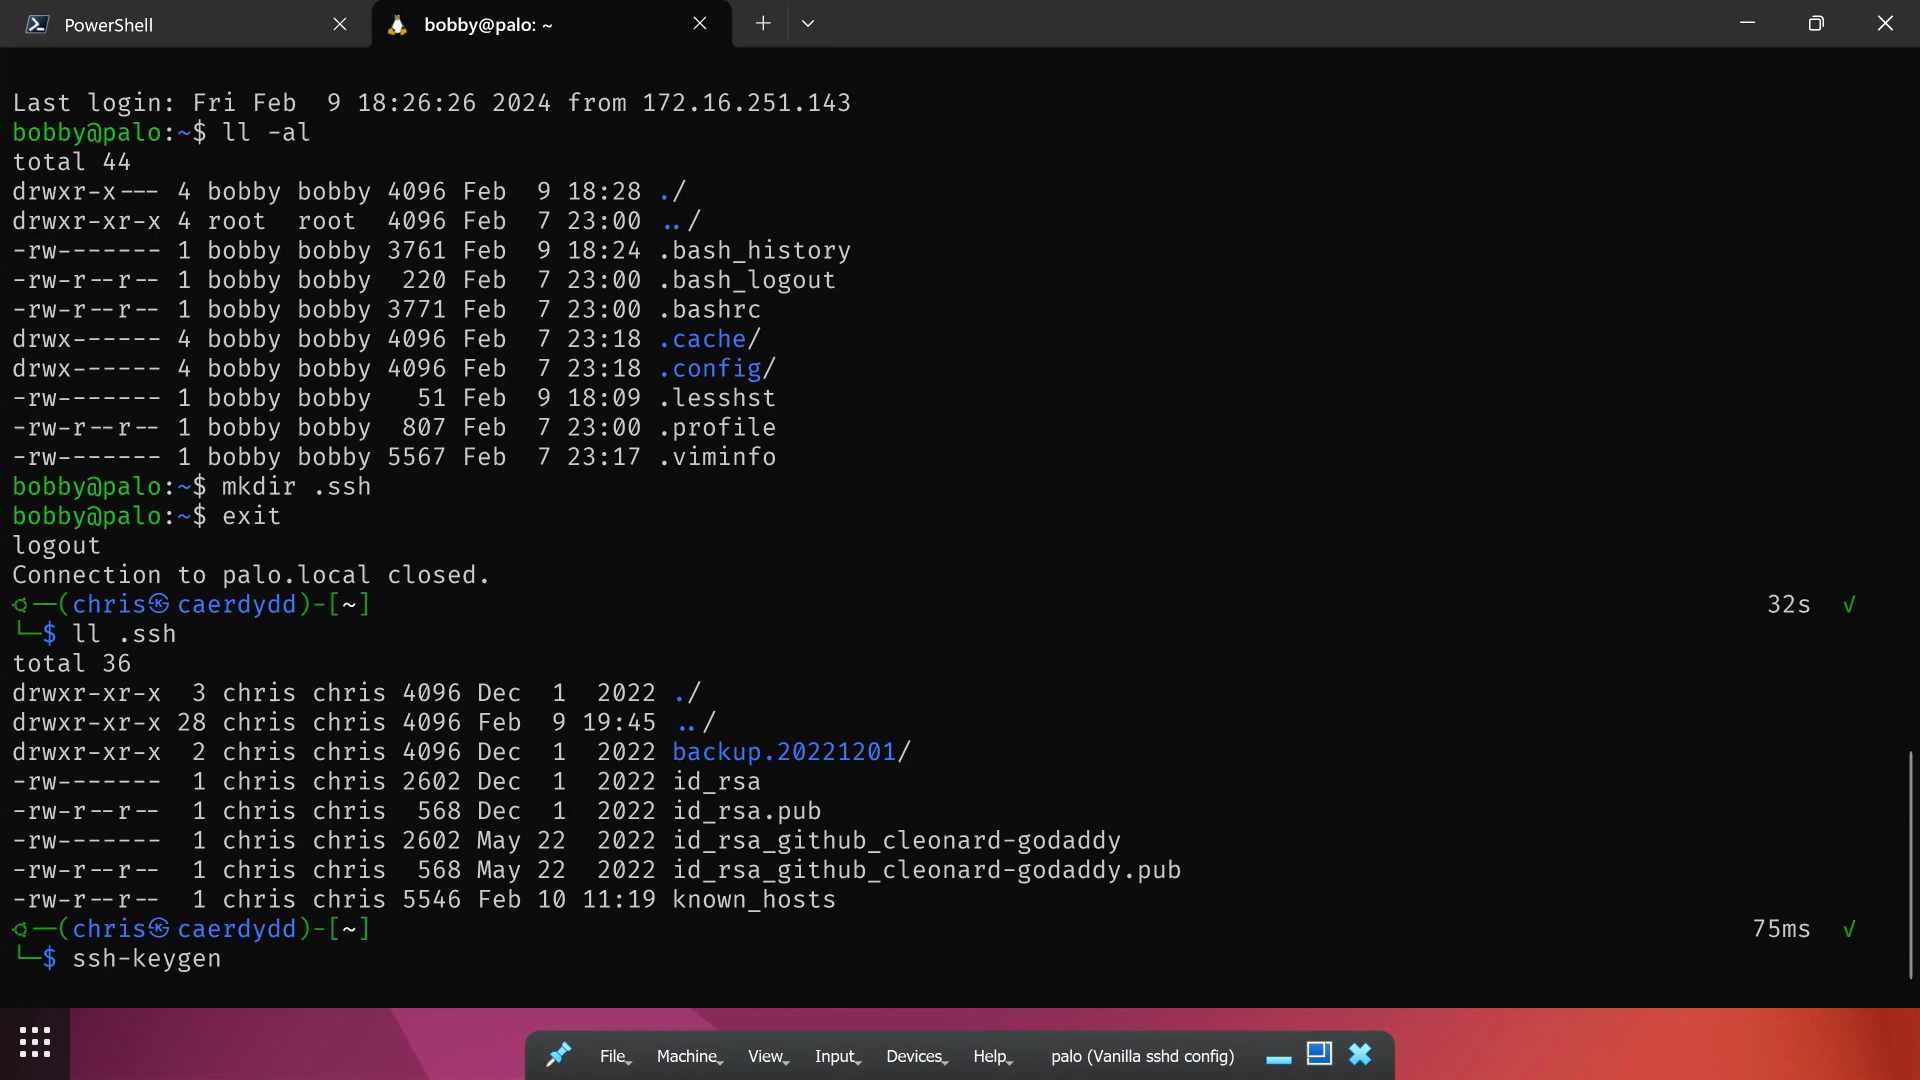 PowerShell
bobby@palo: ~
Last login: Fri Feb  9 18:26:26 2024 from 172.16.251.143
bobby@palo:~$ ll -al
total 44
drwxr-x--- 4 bobby bobby 4096 Feb  9 18:28 ./
drwxr-xr-x 4 root  root  4096 Feb  7 23:00 ../
-rw------- 1 bobby bobby 3761 Feb  9 18:24 .bash_history
-rw-r--r-- 1 bobby bobby  220 Feb  7 23:00 .bash_logout
-rw-r--r-- 1 bobby bobby 3771 Feb  7 23:00 .bashrc
drwx------ 4 bobby bobby 4096 Feb  7 23:18 .cache/
drwx------ 4 bobby bobby 4096 Feb  7 23:18 .config/
-rw------- 1 bobby bobby   51 Feb  9 18:09 .lesshst
-rw-r--r-- 1 bobby bobby  807 Feb  7 23:00 .profile
-rw------- 1 bobby bobby 5567 Feb  7 23:17 .viminfo
bobby@palo:~$ mkdir .ssh
bobby@palo:~$ exit
logout
Connection to palo.local closed.
(chris㉿caerdydd)-[~] 32s √
└─$ ll .ssh
total 36
drwxr-xr-x  3 chris chris 4096 Dec  1  2022 ./
drwxr-xr-x 28 chris chris 4096 Feb  9 19:45 ../
drwxr-xr-x  2 chris chris 4096 Dec  1  2022 backup.20221201/
-rw-------  1 chris chris 2602 Dec  1  2022 id_rsa
-rw-r--r--  1 chris chris  568 Dec  1  2022 id_rsa.pub
-rw-------  1 chris chris 2602 May 22  2022 id_rsa_github_cleonard-godaddy
-rw-r--r--  1 chris chris  568 May 22  2022 id_rsa_github_cleonard-godaddy.pub
-rw-r--r--  1 chris chris 5546 Feb 10 11:19 known_hosts
(chris㉿caerdydd)-[~] 75ms √
└─$ ssh-keygen
File Machine View Input Devices Help palo (Vanilla sshd config)